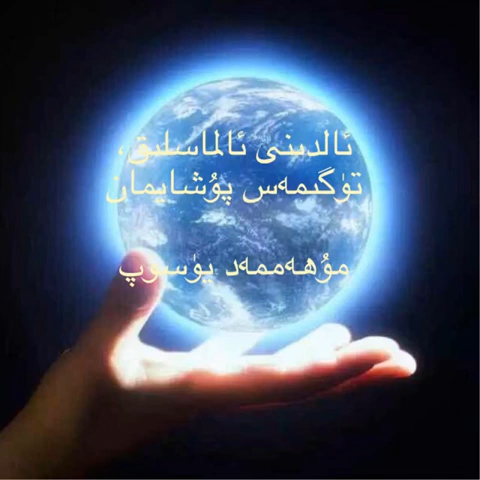 ئالدىنى ئالماسلىق،
تۈگىمەس پۇشايمان
مۇھەممەد يۈسۈپ